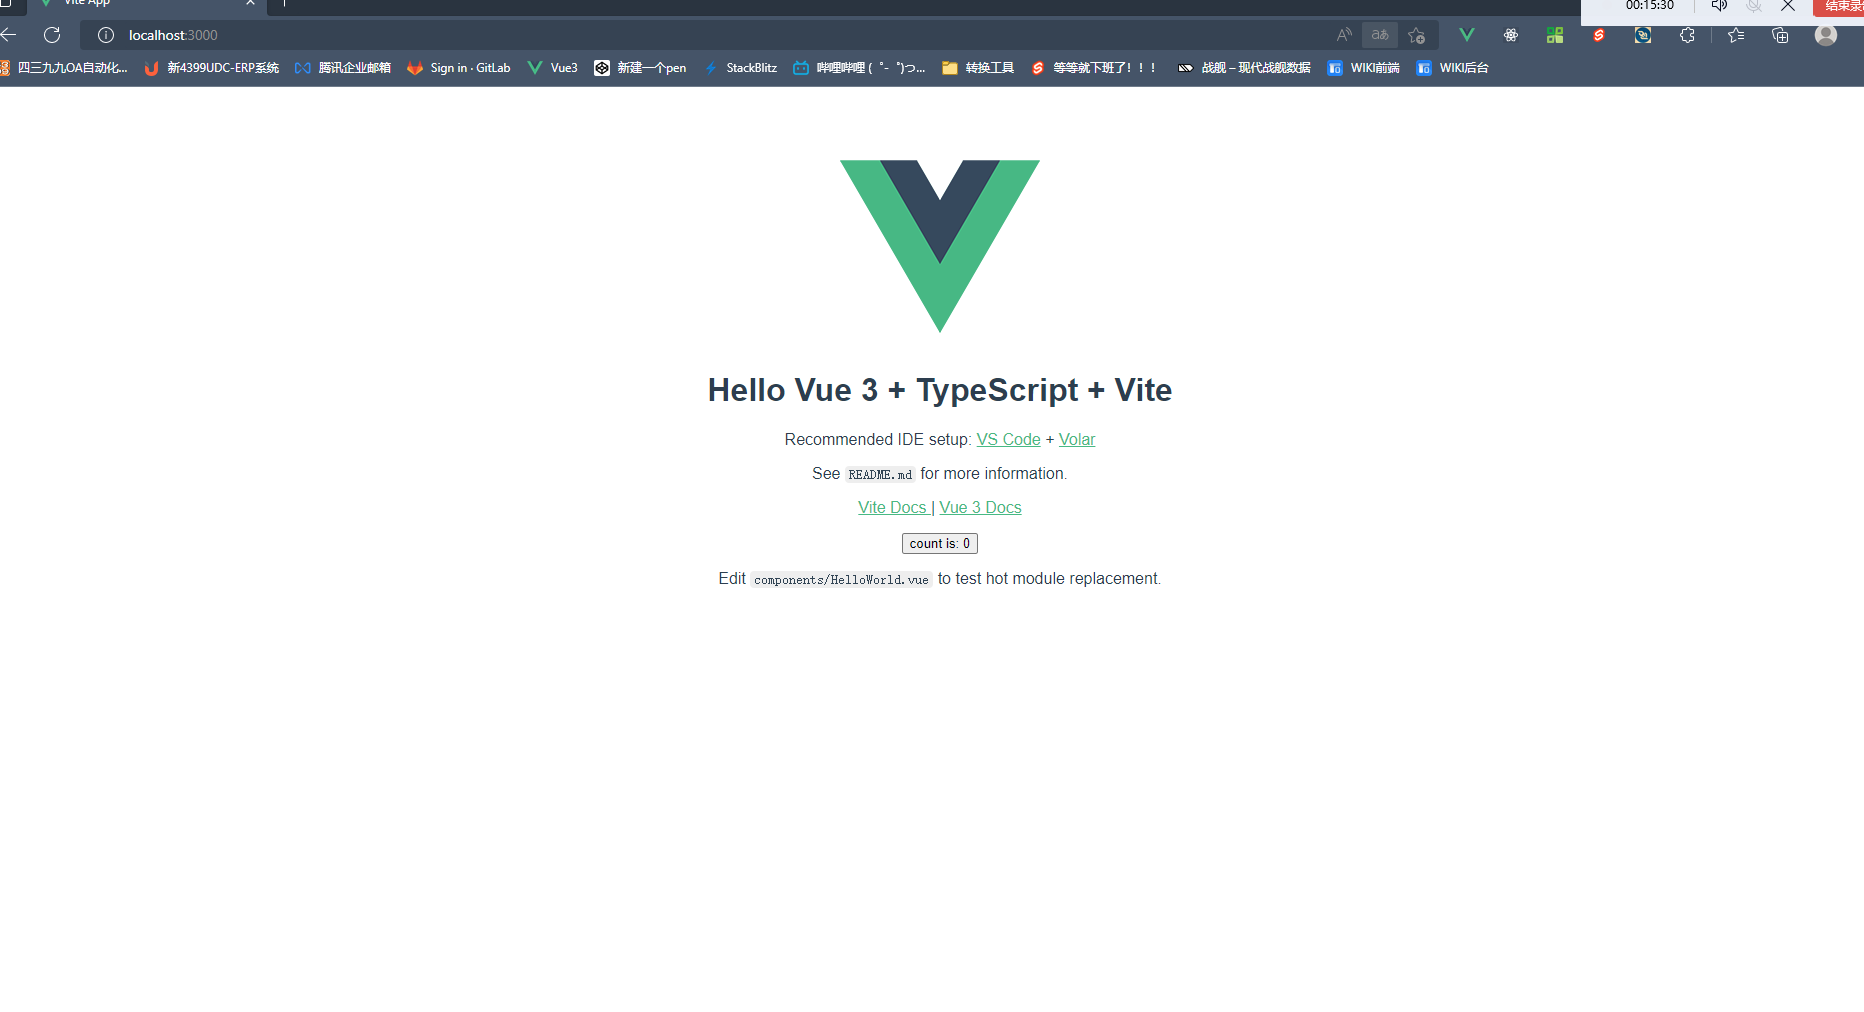 Vite App
00:15:30
结束录
localhost:3000
四三九九OA自动化... 新4399UDC-ERP系统 腾讯企业邮箱 Sign in · GitLab Vue3 新建一个pen StackBlitz 哔哩哔哩 (゜-゜)つ... 转换工具 等等就下班了！！！ 战舰 – 现代战舰数据 WIKI前端 WIKI后台
Hello Vue 3 + TypeScript + Vite
Recommended IDE setup: VS Code + Volar
See README.md for more information.
Vite Docs | Vue 3 Docs
count is: 0
Edit components/HelloWorld.vue to test hot module replacement.